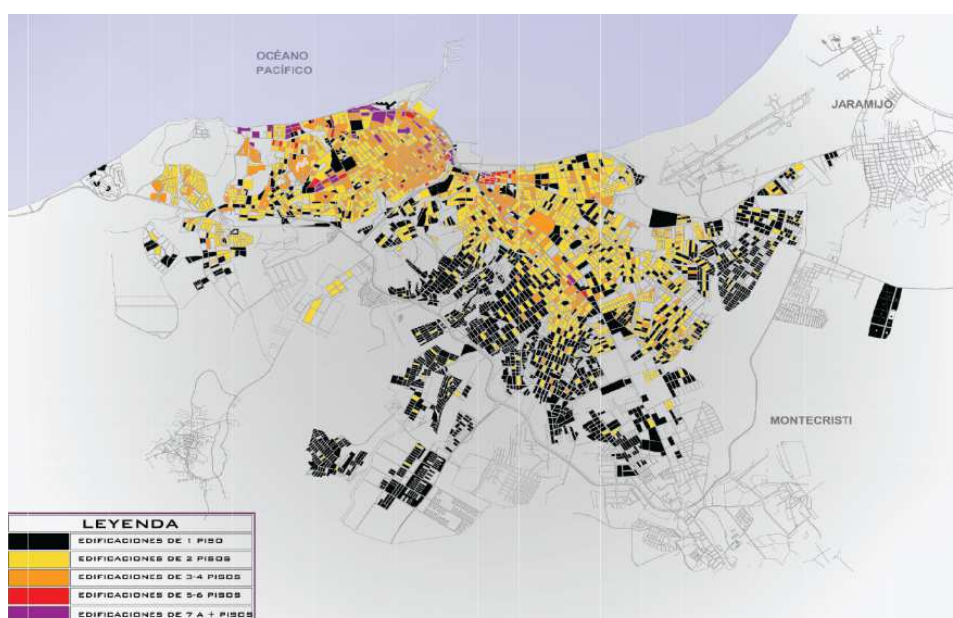 OCÉANO
PACÍFICO
JARAMIJO
MONTECRISTI
LEYENDA
EDIFICACIONES DE 1 PISO
EDIFICACIONES DE 2 PISOS
EDIFICACIONES DE 3-4 PISOS
EDIFICACIONES DE 5-6 PISOS
EDIFICACIONES DE 7 A + PISOS